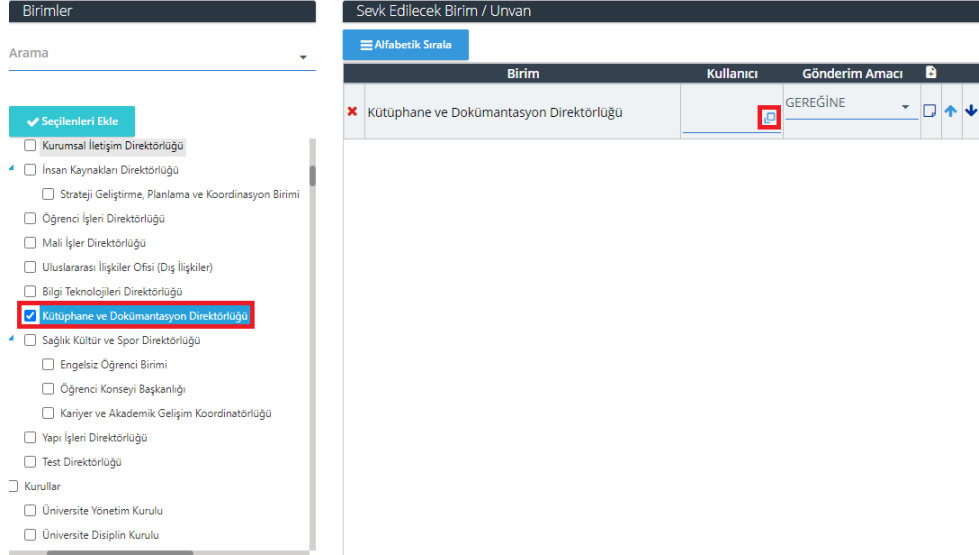 Birimler
Arama
Seçilenleri Ekle
Kurumsal İletişim Direktörlüğü
İnsan Kaynakları Direktörlüğü
Strateji Geliştirme, Planlama ve Koordinasyon Birimi
Öğrenci İşleri Direktörlüğü
Mali İşler Direktörlüğü
Uluslararası İlişkiler Ofisi (Dış İlişkiler)
Bilgi Teknolojileri Direktörlüğü
Kütüphane ve Dokümantasyon Direktörlüğü
Sağlık Kültür ve Spor Direktörlüğü
Engelsiz Öğrenci Birimi
Öğrenci Konseyi Başkanlığı
Kariyer ve Akademik Gelişim Koordinatörlüğü
Yapı İşleri Direktörlüğü
Test Direktörlüğü
Kurullar
Üniversite Yönetim Kurulu
Üniversite Disiplin Kurulu
Sevk Edilecek Birim / Unvan
Alfabetik Sırala
Birim Kullanıcı Gönderim Amacı
Kütüphane ve Dokümantasyon Direktörlüğü GEREĞİNE